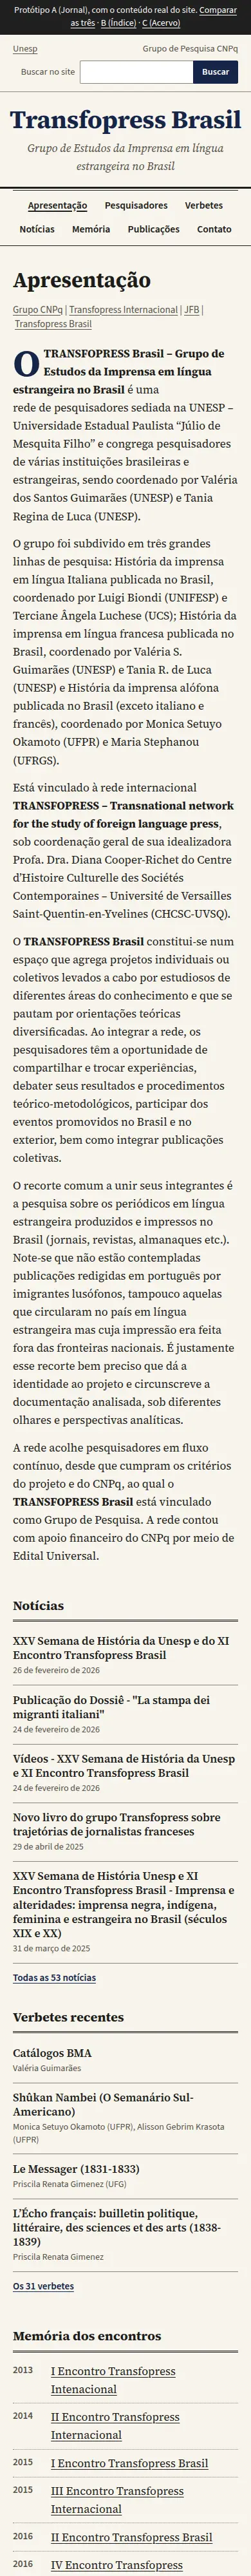 Protótipo A (Jornal), com o conteúdo real do site. Comparar
as três · B (Índice) · C (Acervo)
Unesp
Grupo de Pesquisa CNPq
Buscar no site
Buscar
Transfopress Brasil
Grupo de Estudos da Imprensa em língua
estrangeira no Brasil
Apresentação Pesquisadores Verbetes
Notícias Memória Publicações Contato
Apresentação
Grupo CNPq | Transfopress Internacional | JFB |
Transfopress Brasil
O TRANSFOPRESS Brasil – Grupo de
Estudos da Imprensa em língua
estrangeira no Brasil é uma
rede de pesquisadores sediada na UNESP –
Universidade Estadual Paulista “Júlio de
Mesquita Filho” e congrega pesquisadores
de várias instituições brasileiras e
estrangeiras, sendo coordenado por Valéria
dos Santos Guimarães (UNESP) e Tania
Regina de Luca (UNESP).
O grupo foi subdivido em três grandes
linhas de pesquisa: História da imprensa
em língua Italiana publicada no Brasil,
coordenado por Luigi Biondi (UNIFESP) e
Terciane Ângela Luchese (UCS); História da
imprensa em língua francesa publicada no
Brasil, coordenado por Valéria S.
Guimarães (UNESP) e Tania R. de Luca
(UNESP) e História da imprensa alófona
publicada no Brasil (exceto italiano e
francês), coordenado por Monica Setuyo
Okamoto (UFPR) e Maria Stephanou
(UFRGS).
Está vinculado à rede internacional
TRANSFOPRESS – Transnational network
for the study of foreign language press,
sob coordenação geral de sua idealizadora
Profa. Dra. Diana Cooper-Richet do Centre
d’Histoire Culturelle des Sociétés
Contemporaines – Université de Versailles
Saint-Quentin-en-Yvelines (CHCSC-UVSQ).
O TRANSFOPRESS Brasil constitui-se num
espaço que agrega projetos individuais ou
coletivos levados a cabo por estudiosos de
diferentes áreas do conhecimento e que se
pautam por orientações teóricas
diversificadas. Ao integrar a rede, os
pesquisadores têm a oportunidade de
compartilhar e trocar experiências,
debater seus resultados e procedimentos
teórico-metodológicos, participar dos
eventos promovidos no Brasil e no
exterior, bem como integrar publicações
coletivas.
O recorte comum a unir seus integrantes é
a pesquisa sobre os periódicos em língua
estrangeira produzidos e impressos no
Brasil (jornais, revistas, almanaques etc.).
Note-se que não estão contempladas
publicações redigidas em português por
imigrantes lusófonos, tampouco aquelas
que circularam no país em língua
estrangeira mas cuja impressão era feita
fora das fronteiras nacionais. É justamente
esse recorte bem preciso que dá a
identidade ao projeto e circunscreve a
documentação analisada, sob diferentes
olhares e perspectivas analíticas.
A rede acolhe pesquisadores em fluxo
contínuo, desde que cumpram os critérios
do projeto e do CNPq, ao qual o
TRANSFOPRESS Brasil está vinculado
como Grupo de Pesquisa. A rede contou
com apoio financeiro do CNPq por meio de
Edital Universal.
Notícias
XXV Semana de História da Unesp e do XI
Encontro Transfopress Brasil
26 de fevereiro de 2026
Publicação do Dossiê - "La stampa dei
migranti italiani"
24 de fevereiro de 2026
Vídeos - XXV Semana de História da Unesp
e XI Encontro Transfopress Brasil
24 de fevereiro de 2026
Novo livro do grupo Transfopress sobre
trajetórias de jornalistas franceses
29 de abril de 2025
XXV Semana de História Unesp e XI
Encontro Transfopress Brasil - Imprensa e
alteridades: imprensa negra, indígena,
feminina e estrangeira no Brasil (séculos
XIX e XX)
31 de março de 2025
Todas as 53 notícias
Verbetes recentes
Catálogos BMA
Valéria Guimarães
Shûkan Nambei (O Semanário Sul-
Americano)
Monica Setuyo Okamoto (UFPR), Alisson Gebrim Krasota
(UFPR)
Le Messager (1831-1833)
Priscila Renata Gimenez (UFG)
L’Écho français: builletin politique,
littéraire, des sciences et des arts (1838-
1839)
Priscila Renata Gimenez
Os 31 verbetes
Memória dos encontros
2013 I Encontro Transfopress
Intenacional
2014 II Encontro Transfopress
Internacional
2015 I Encontro Transfopress Brasil
2015 III Encontro Transfopress
Internacional
2016 II Encontro Transfopress Brasil
2016 IV Encontro Transfopress